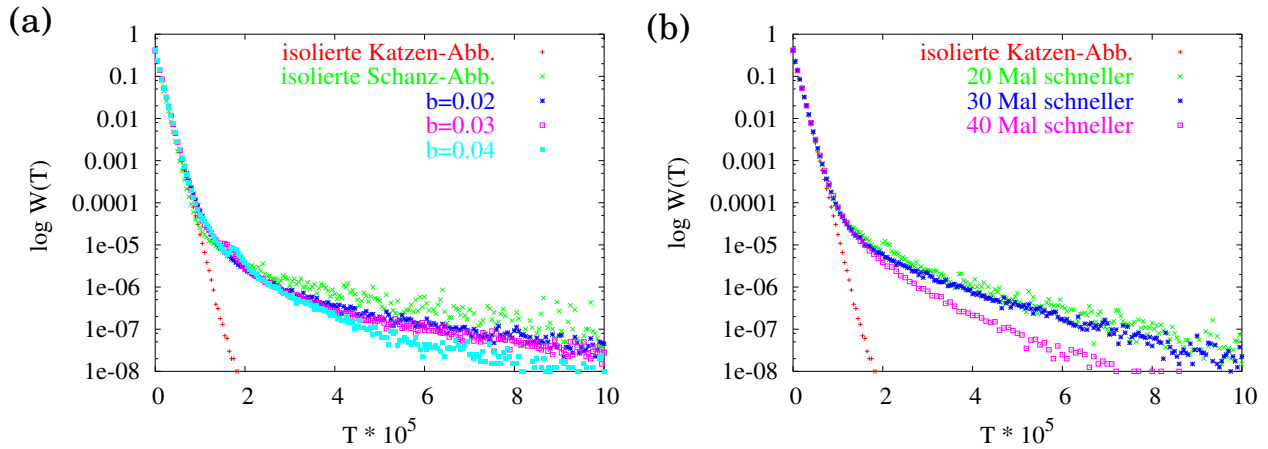 (a)
log W(T)
1
0.1
0.01
0.001
0.0001
1e-05
1e-06
1e-07
1e-08
isolierte Katzen-Abb.
isolierte Schanz-Abb.
b=0.02
b=0.03
b=0.04
0 2 4 6 8 10
T * 10^5
(b)
log W(T)
1
0.1
0.01
0.001
0.0001
1e-05
1e-06
1e-07
1e-08
isolierte Katzen-Abb.
20 Mal schneller
30 Mal schneller
40 Mal schneller
0 2 4 6 8 10
T * 10^5